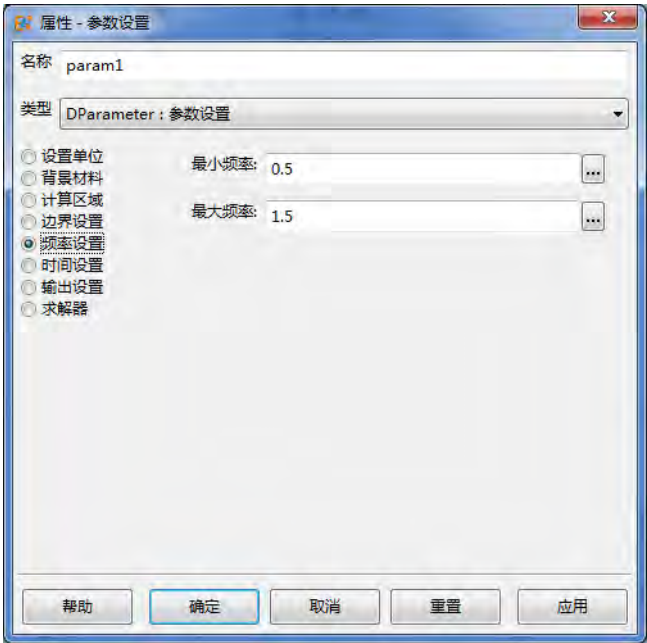 属性 - 参数设置
名称 param1
类型 DParameter : 参数设置
设置单位
背景材料
计算区域
边界设置
频率设置
时间设置
输出设置
求解器
最小频率: 0.5 ...
最大频率: 1.5 ...
帮助 确定 取消 重置 应用